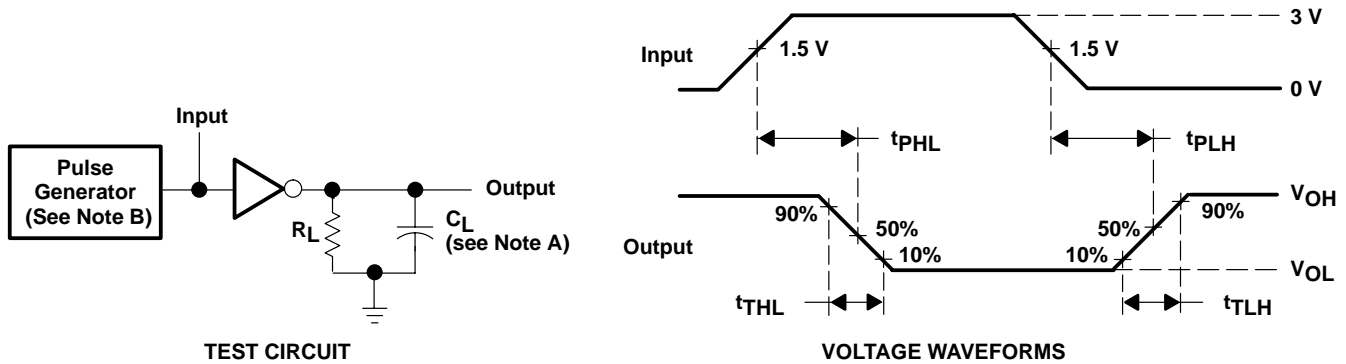 Input
Pulse
Generator
(See Note B)
RL
CL
(see Note A)
Output
TEST CIRCUIT
3 V
1.5 V
1.5 V
Input
0 V
tPHL
tPLH
VOH
90%
50%
10%
50%
90%
10%
Output
VOL
tTHL
tTLH
VOLTAGE WAVEFORMS